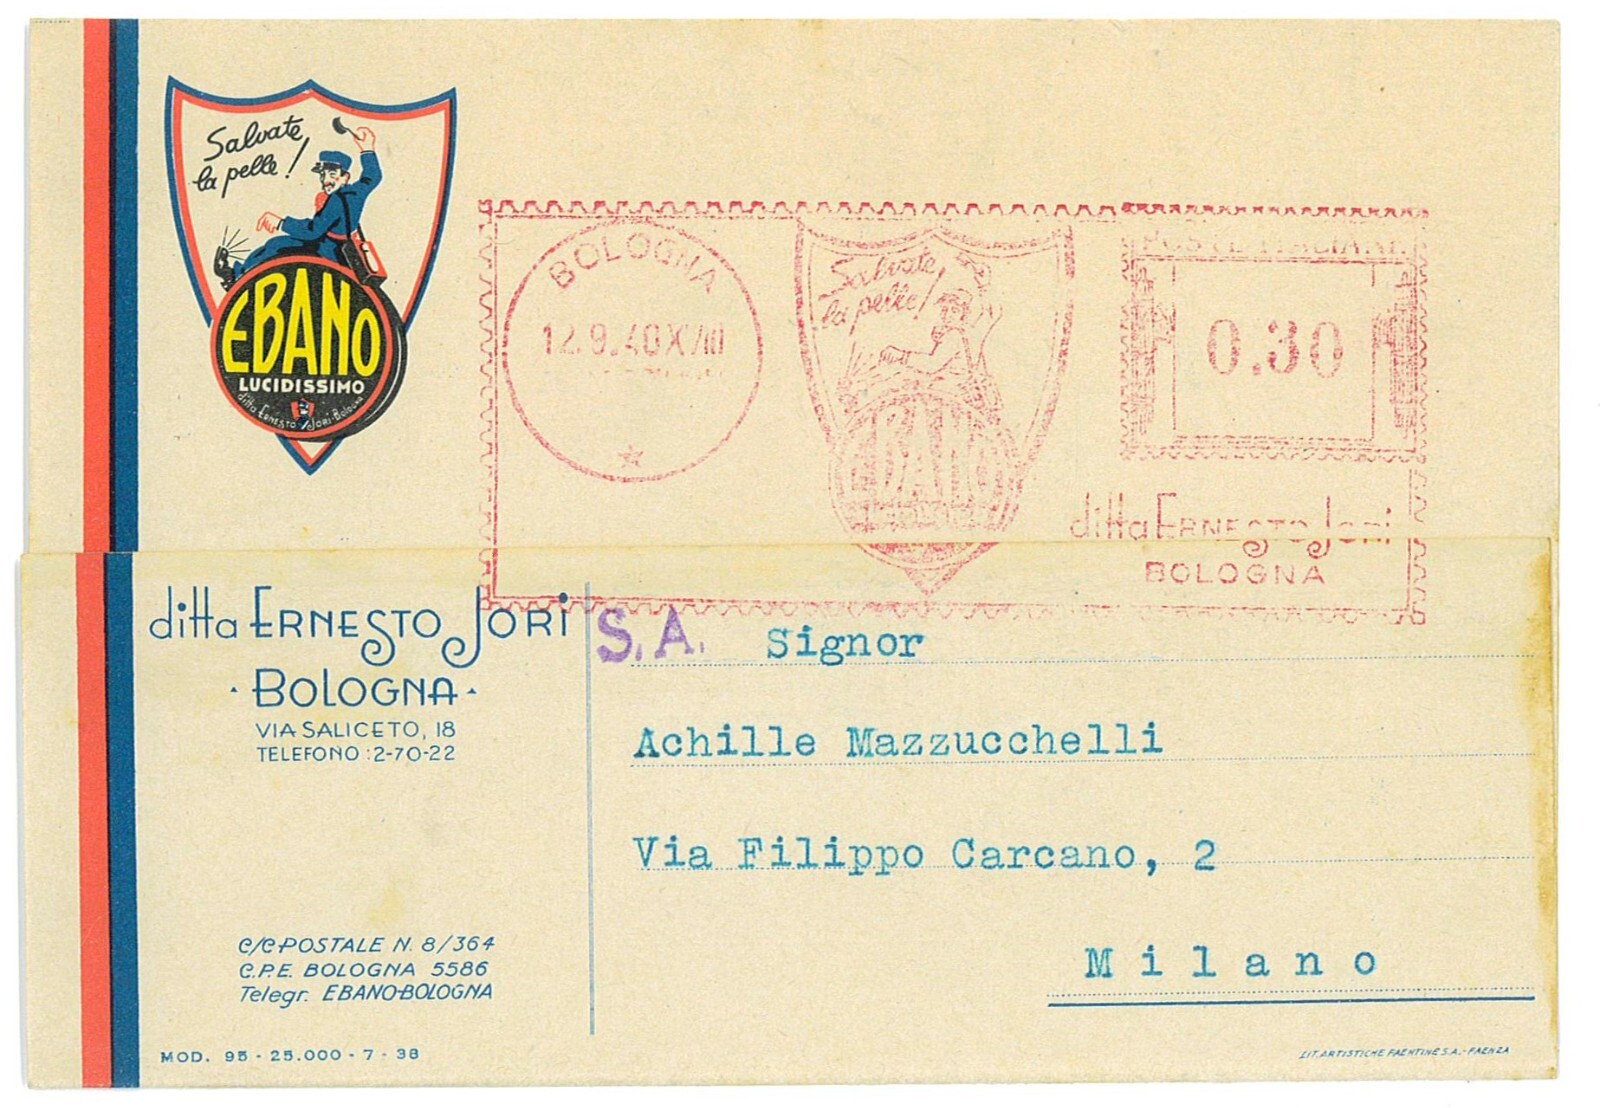 Salvate
la pelle!
EBANO
LUCIDISSIMO
ditta ERNESTO JORI·Bologna
BOLOGNA
12.9.40XVIII
Salvate
la pelle!
EBANO
POSTE ITALIANE
0.30
ditta ERNESTO JORI
BOLOGNA
ditta ERNESTO JORI
· BOLOGNA ·
VIA SALICETO, 18
TELEFONO : 2-70-22
C/C POSTALE N. 8/364
C.P.E. BOLOGNA 5586
Telegr. EBANO-BOLOGNA
MOD. 95 - 25.000 - 7 - 38
S.A. Signor
Achille Mazzucchelli
Via Filippo Carcano, 2
Milano
LIT. ARTISTICHE FAENTINE S.A. - FAENZA